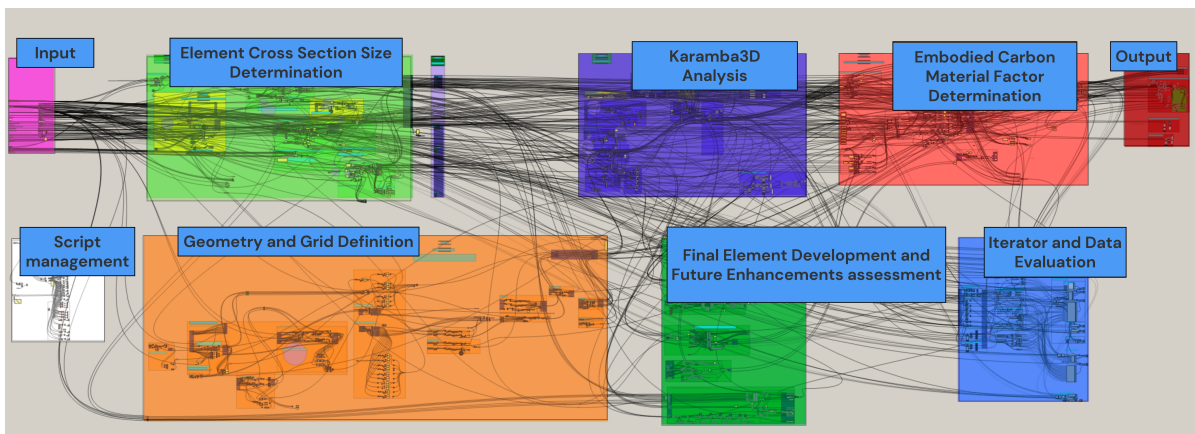 Input
Element Cross Section Size
Determination
Karamba3D
Analysis
Embodied Carbon
Material Factor
Determination
Output
Script
management
Geometry and Grid Definition
Final Element Development and
Future Enhancements assessment
Iterator and Data
Evaluation